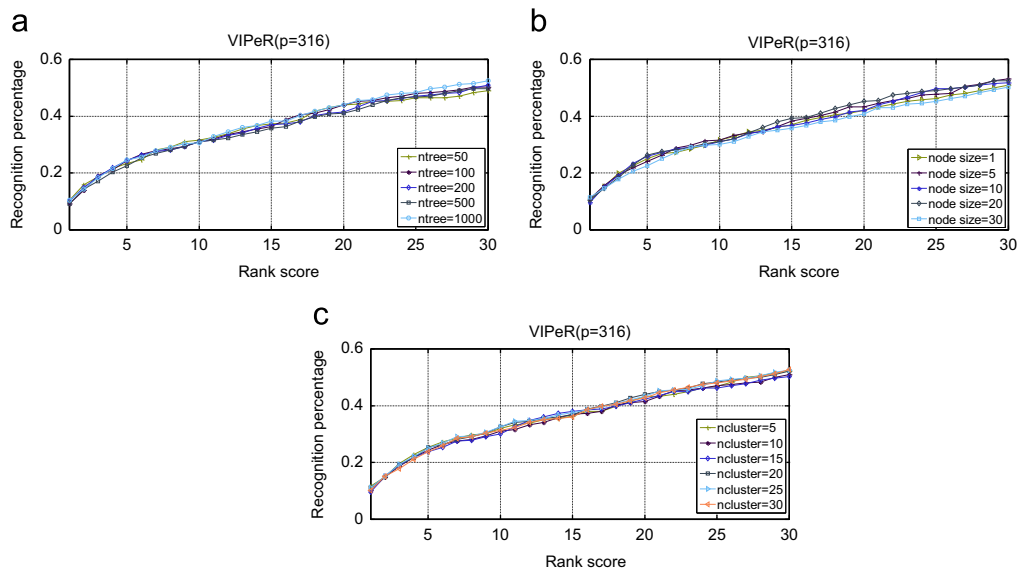 a
VIPeR(p=316)
Recognition percentage
0.6
0.4
0.2
0
5
10
15
20
25
30
Rank score
ntree=50
ntree=100
ntree=200
ntree=500
ntree=1000
b
VIPeR(p=316)
Recognition percentage
0.6
0.4
0.2
0
5
10
15
20
25
30
Rank score
node size=1
node size=5
node size=10
node size=20
node size=30
c
VIPeR(p=316)
Recognition percentage
0.6
0.4
0.2
0
5
10
15
20
25
30
Rank score
ncluster=5
ncluster=10
ncluster=15
ncluster=20
ncluster=25
ncluster=30